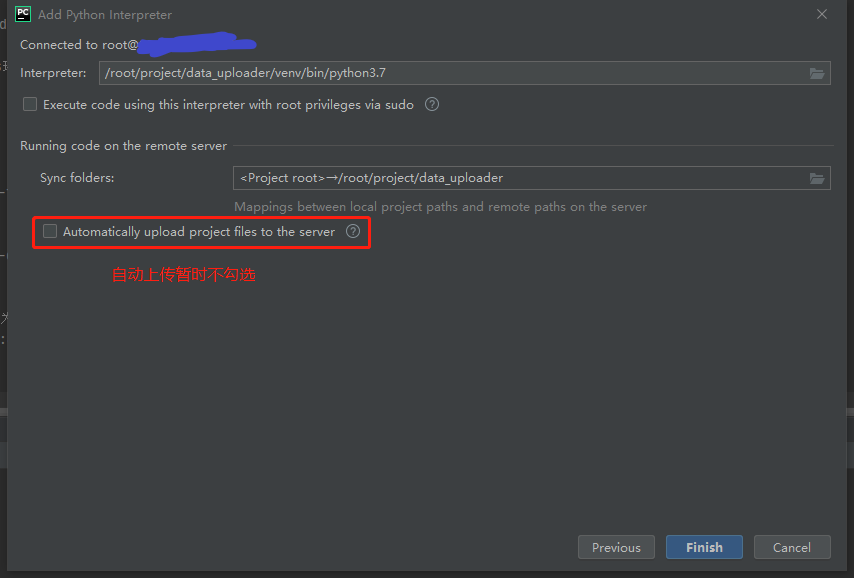 PC Add Python Interpreter
Connected to root@
Interpreter: /root/project/data_uploader/venv/bin/python3.7
Execute code using this interpreter with root privileges via sudo ?
Running code on the remote server
Sync folders: <Project root>→/root/project/data_uploader
Mappings between local project paths and remote paths on the server
Automatically upload project files to the server ?
自动上传暂时不勾选
Previous Finish Cancel